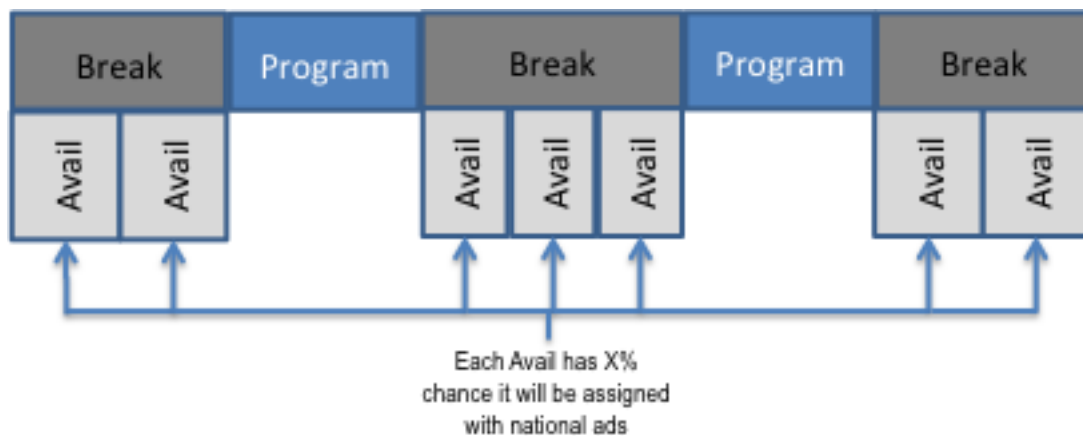 Break Program Break Program Break
Avail Avail Avail Avail Avail Avail Avail
Each Avail has X%
chance it will be assigned
with national ads